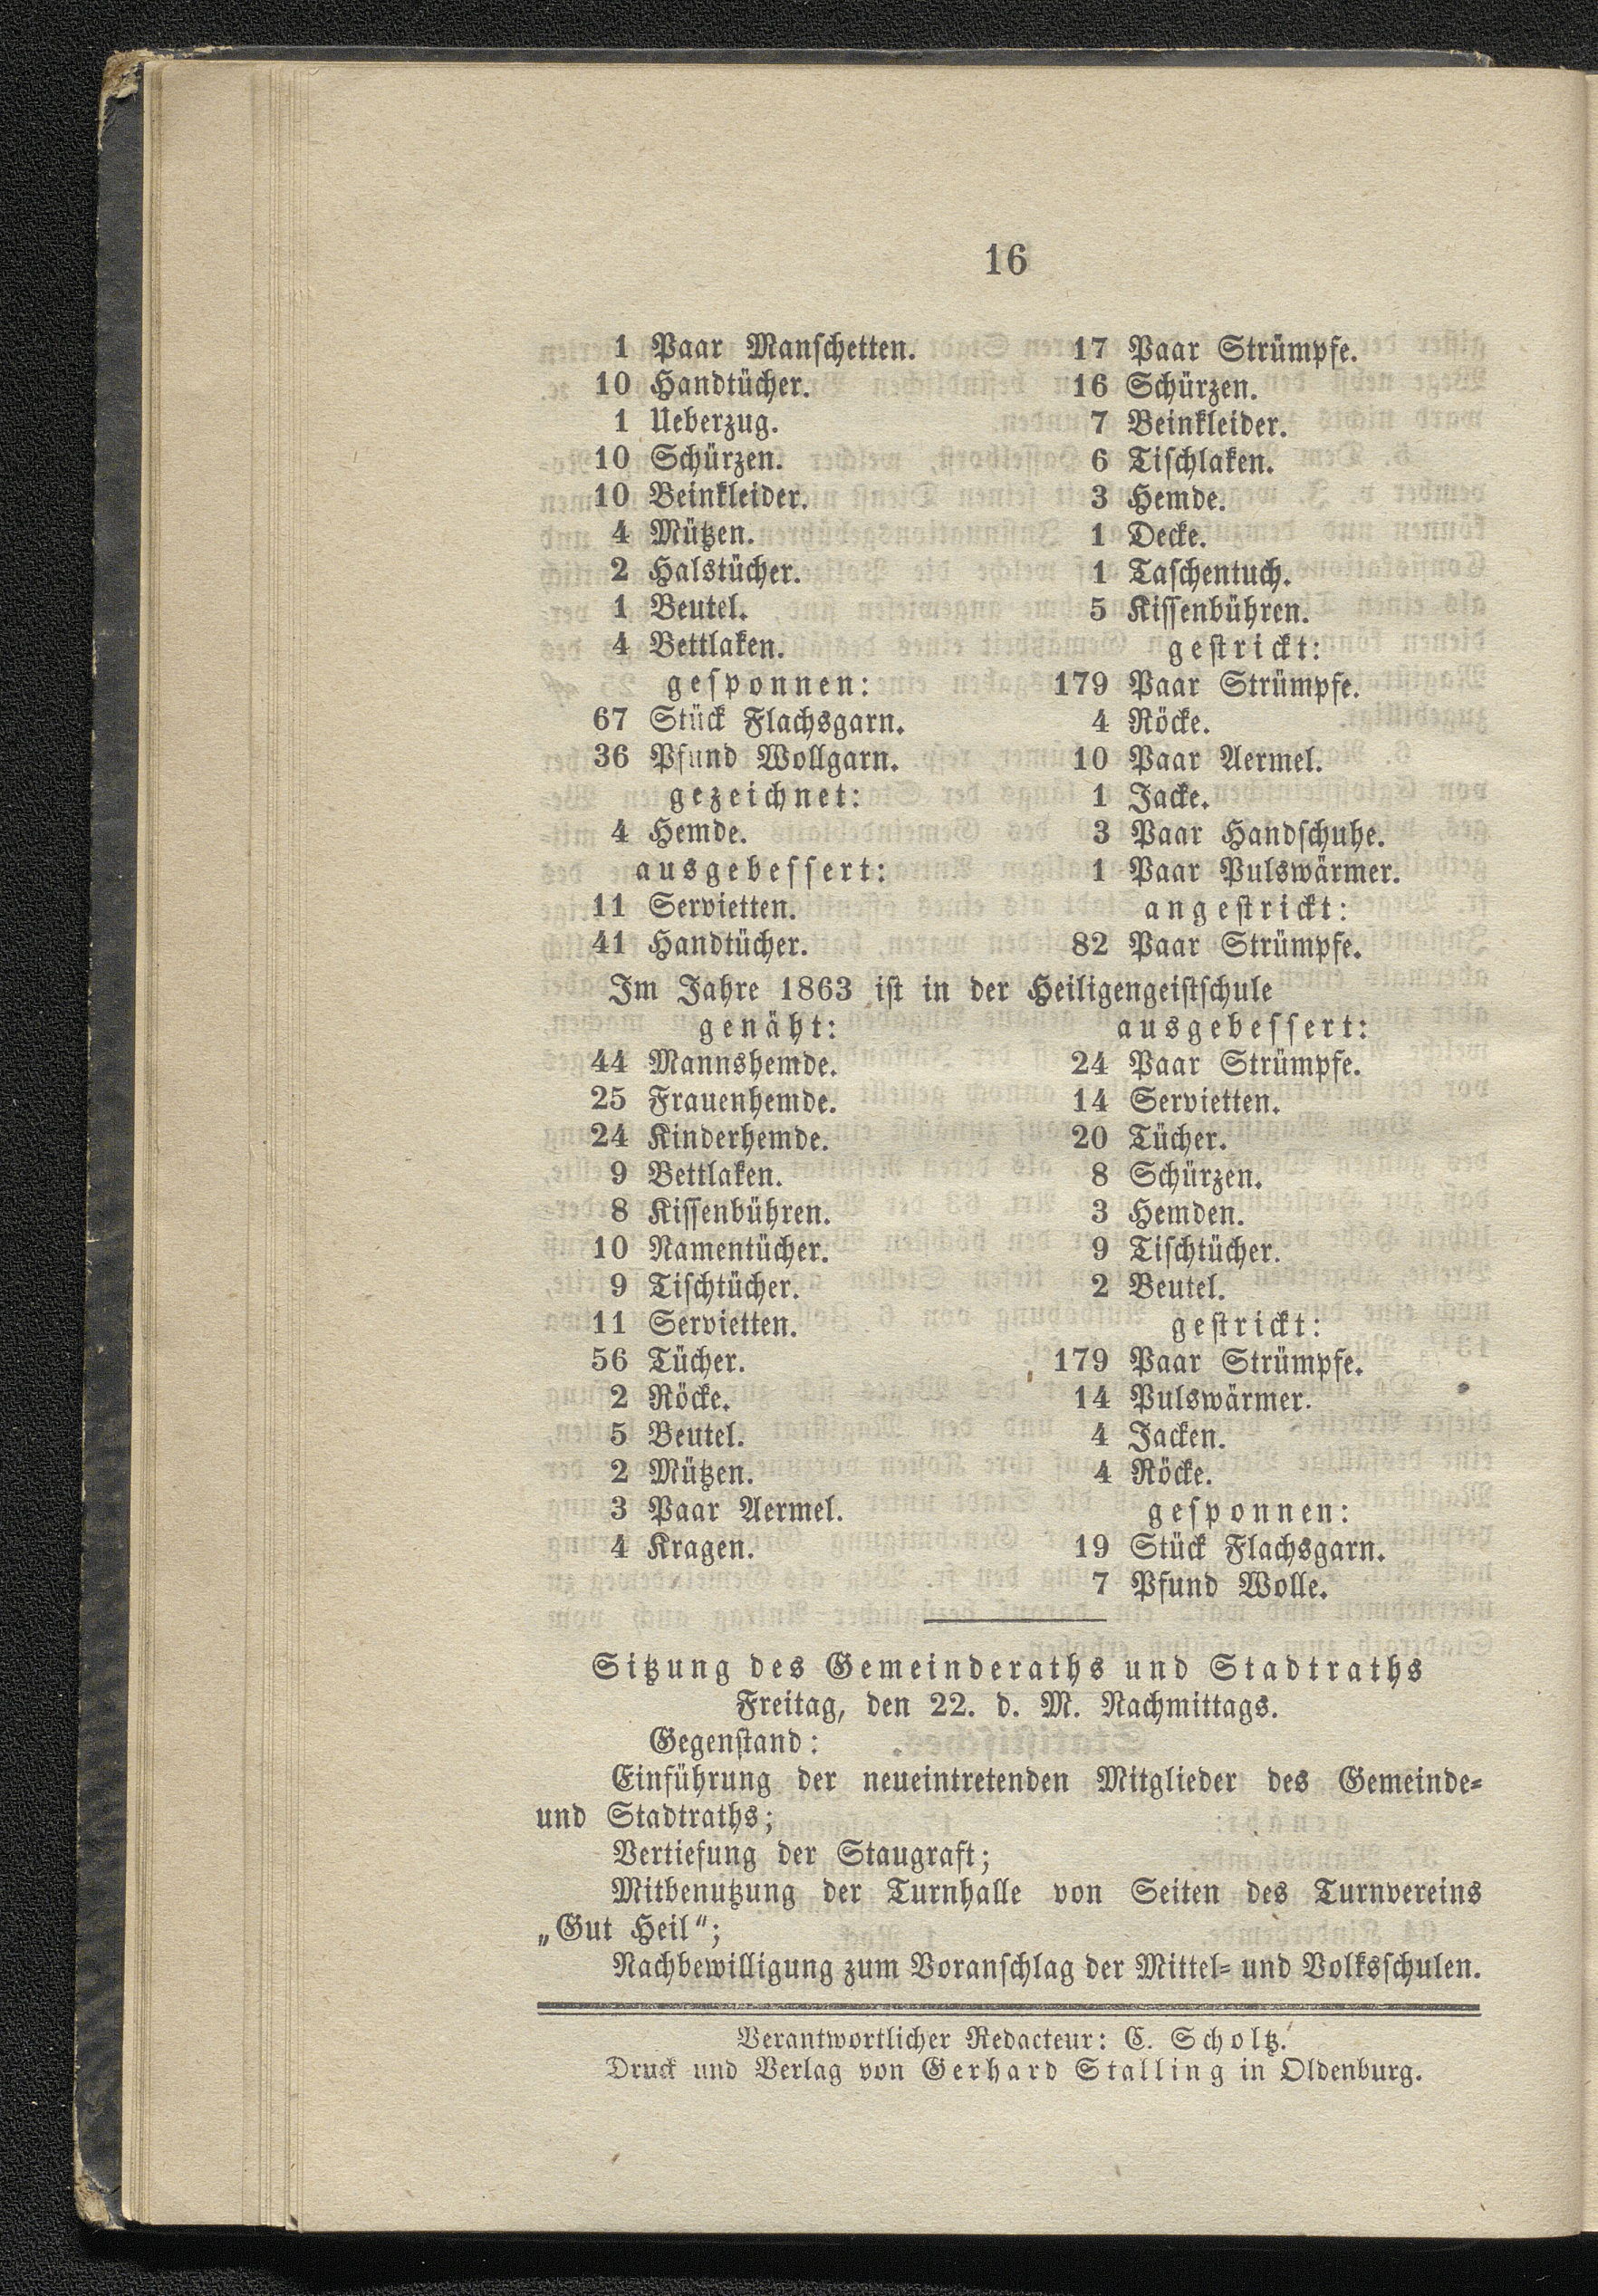 16
1 Paar Manschetten.
10 Handtücher.
1 Ueberzug.
10 Schürzen.
10 Beinkleider.
4 Mützen.
2 Halstücher.
1 Beutel.
4 Bettlaken.
gesponnen:
67 Stück Flachsgarn.
36 Pfund Wollgarn.
gezeichnet:
4 Hemde.
ausgebessert:
11 Servietten.
41 Handtücher.
17 Paar Strümpfe.
16 Schürzen.
7 Beinkleider.
6 Tischlaken.
3 Hemde.
1 Decke.
1 Taschentuch.
5 Kissenbühren.
gestrickt:
179 Paar Strümpfe.
4 Röcke.
10 Paar Aermel.
1 Jacke.
3 Paar Handschuhe.
1 Paar Pulswärmer.
angestrickt:
82 Paar Strümpfe.
Im Jahre 1863 ist in der Heiligengeistschule
genäht:
44 Mannshemde.
25 Frauenhemde.
24 Kinderhemde.
9 Bettlaken.
8 Kissenbühren.
10 Namentücher.
9 Tischtücher.
11 Servietten.
56 Tücher.
2 Röcke.
5 Beutel.
2 Mützen.
3 Paar Aermel.
4 Kragen.
ausgebessert:
24 Paar Strümpfe.
14 Servietten.
20 Tücher.
8 Schürzen.
3 Hemden.
9 Tischtücher.
2 Beutel.
gestrickt:
179 Paar Strümpfe.
14 Pulswärmer.
4 Jacken.
4 Röcke.
gesponnen:
19 Stück Flachsgarn.
7 Pfund Wolle.
Sitzung des Gemeinderaths und Stadtraths
Freitag, den 22. d. M. Nachmittags.
Gegenstand:
Einführung der neueintretenden Mitglieder des Gemeinde-
und Stadtraths;
Vertiefung der Staugraft;
Mitbenutzung der Turnhalle von Seiten des Turnvereins
„Gut Heil“;
Nachbewilligung zum Voranschlag der Mittel- und Volksschulen.
Verantwortlicher Redacteur: C. Scholtz.
Druck und Verlag von Gerhard Stalling in Oldenburg.